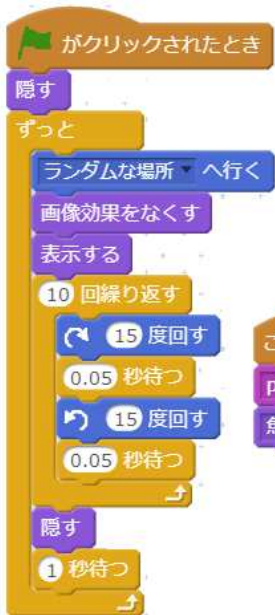 がクリックされたとき
隠す
ずっと
ランダムな場所 へ行く
画像効果をなくす
表示する
10 回繰り返す
15 度回す
0.05 秒待つ
15 度回す
0.05 秒待つ
隠す
1 秒待つ